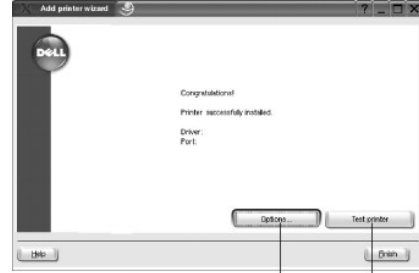 Add printer wizard
DELL
Congratulations!
Printer successfully installed.
Driver:
Port:
Options...
Test printer
Help
Finish